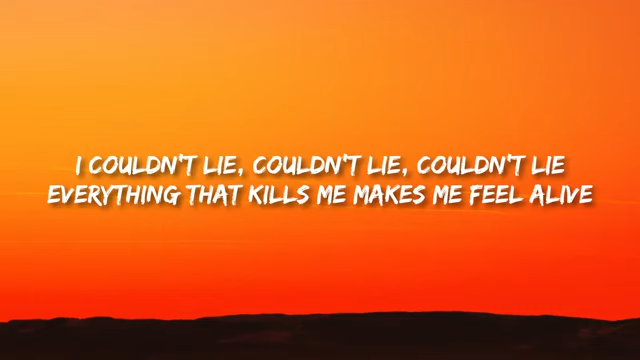 I COULDN'T LIE, COULDN'T LIE, COULDN'T LIE
EVERYTHING THAT KILLS ME MAKES ME FEEL ALIVE